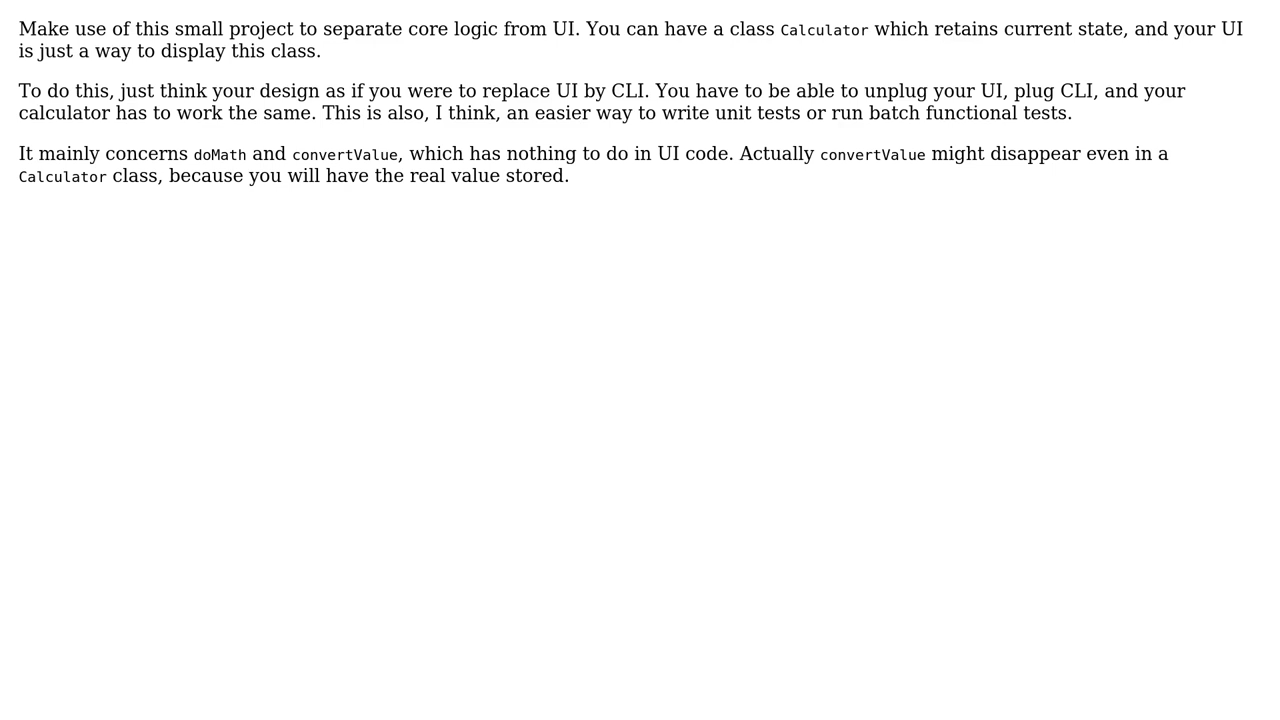 Make use of this small project to separate core logic from UI. You can have a class Calculator which retains current state, and your UI
is just a way to display this class.
To do this, just think your design as if you were to replace UI by CLI. You have to be able to unplug your UI, plug CLI, and your
calculator has to work the same. This is also, I think, an easier way to write unit tests or run batch functional tests.
It mainly concerns doMath and convertValue, which has nothing to do in UI code. Actually convertValue might disappear even in a
Calculator class, because you will have the real value stored.